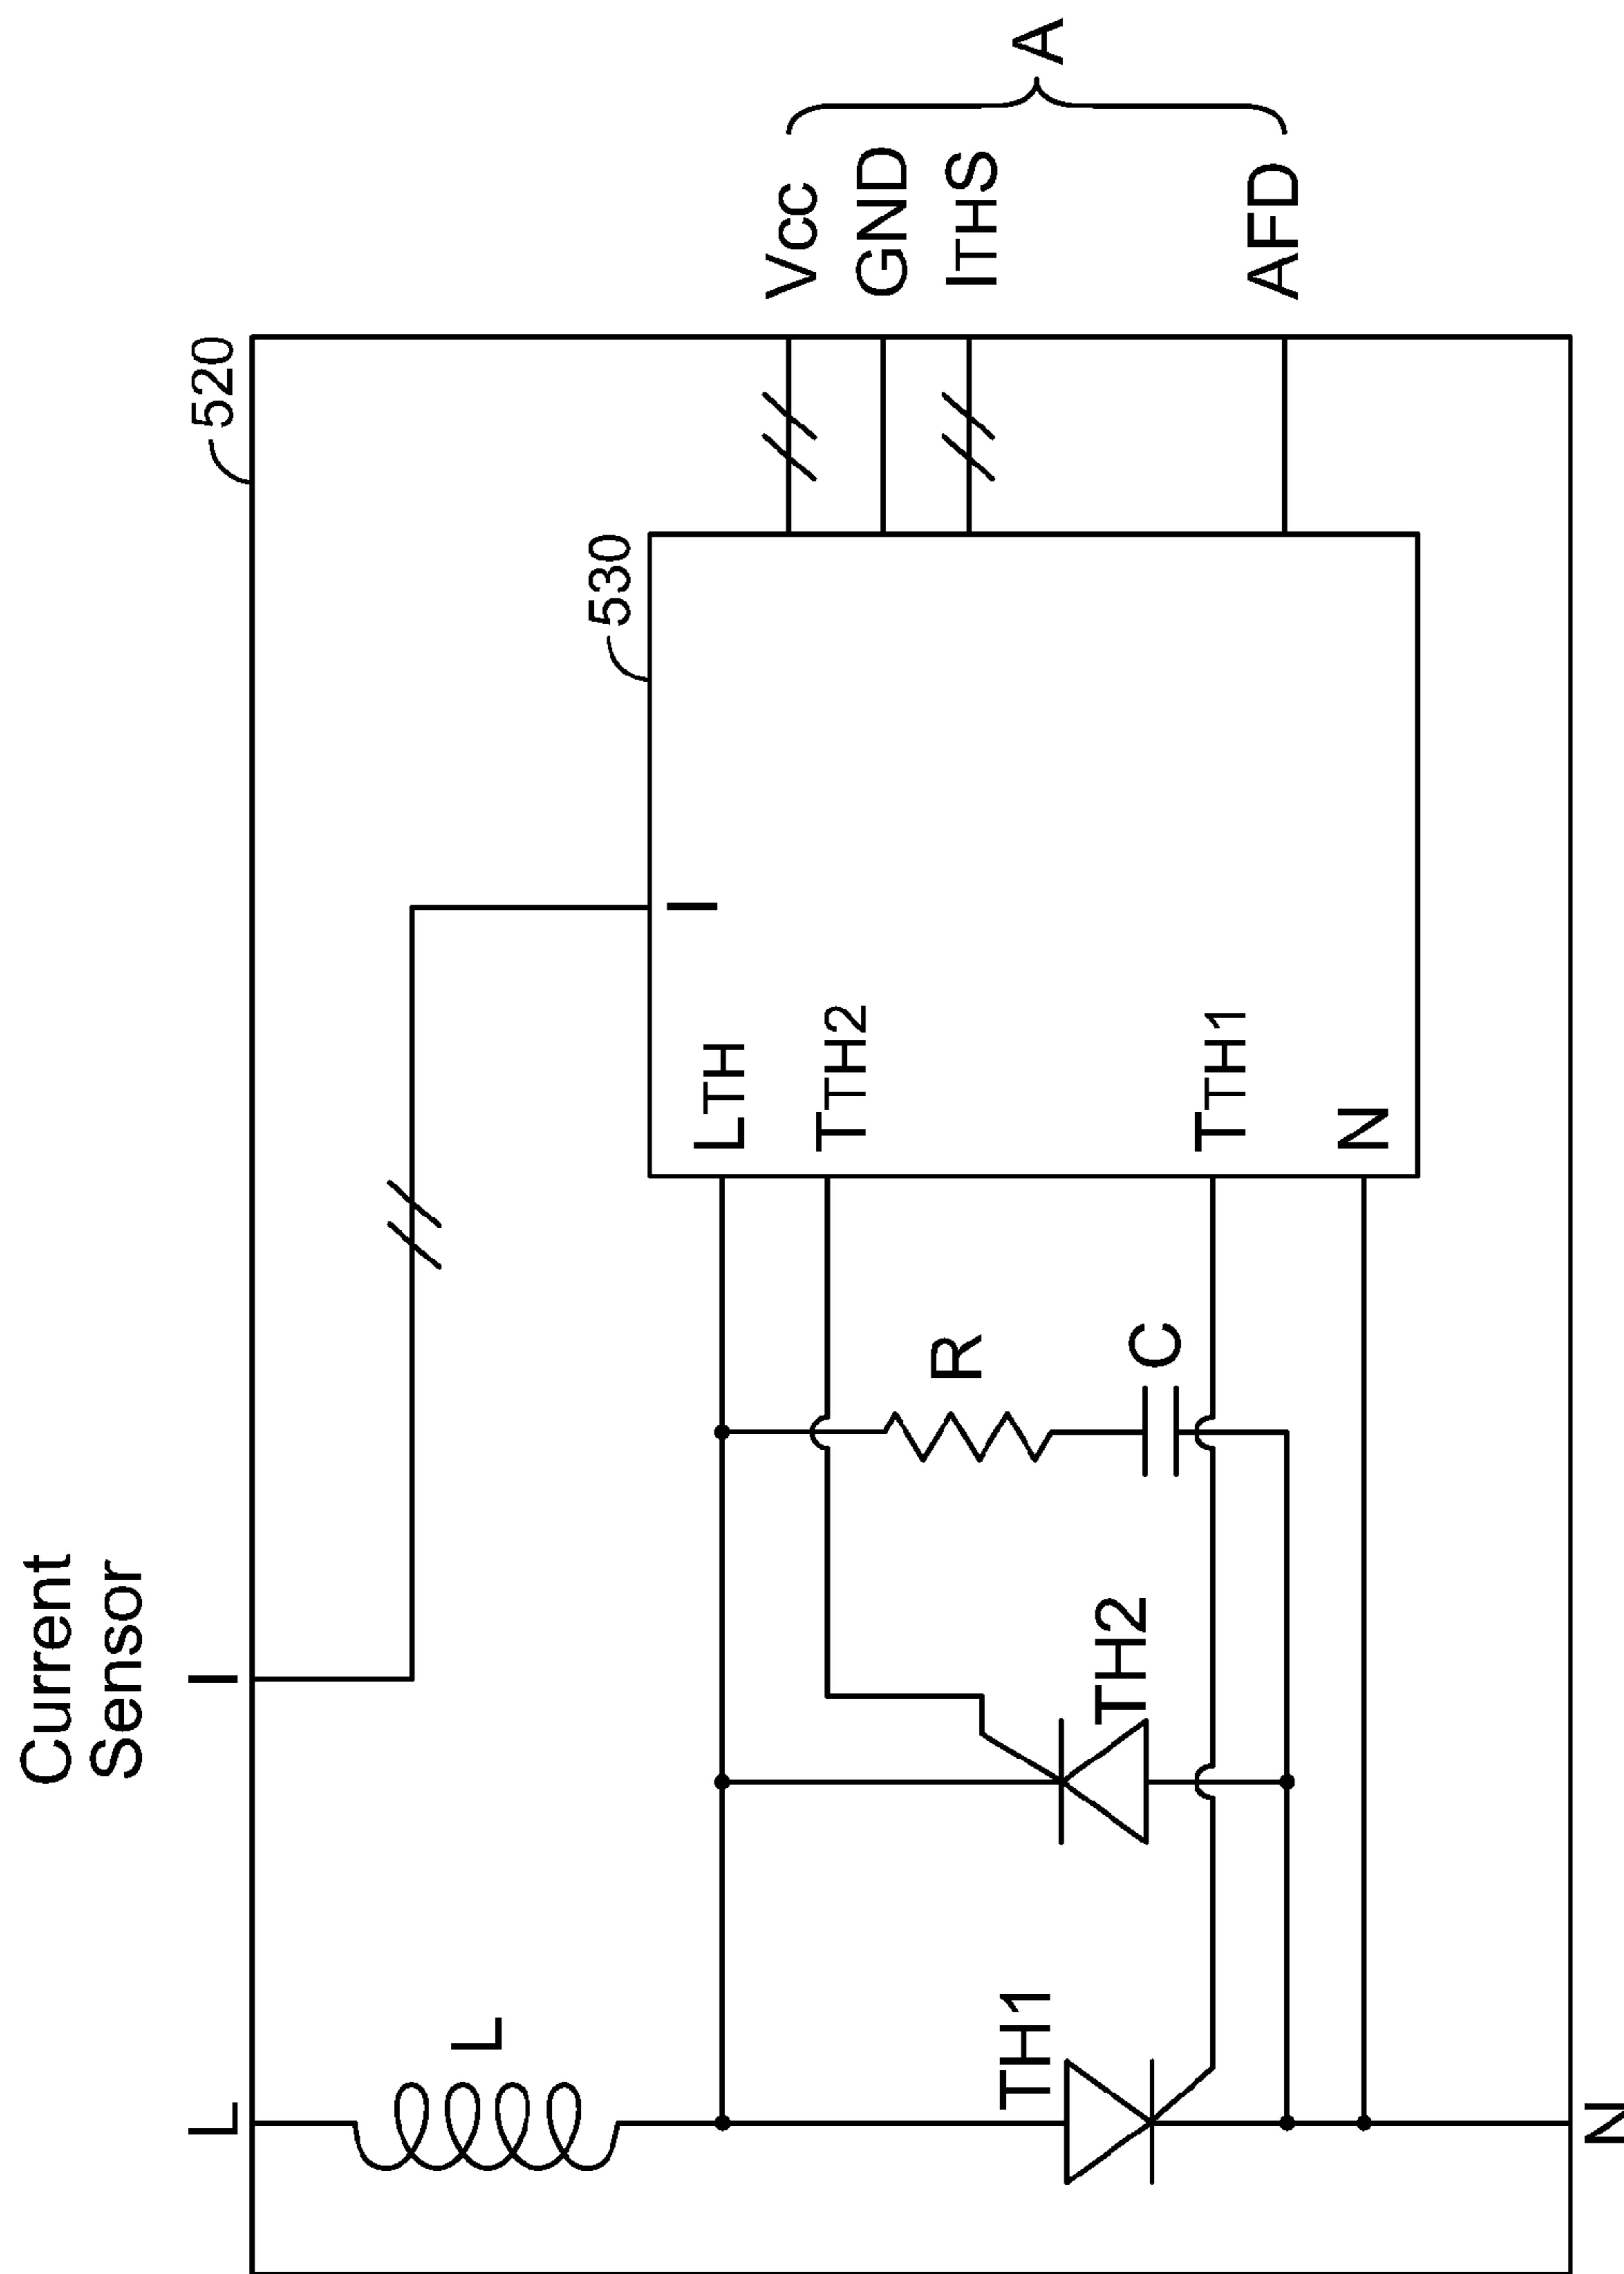 Current
Sensor
L
I
520
L
530
I
LTH
TTH2
TTH1
N
Vcc
GND
ITHS
AFD
A
R
C
TH2
TH1
N